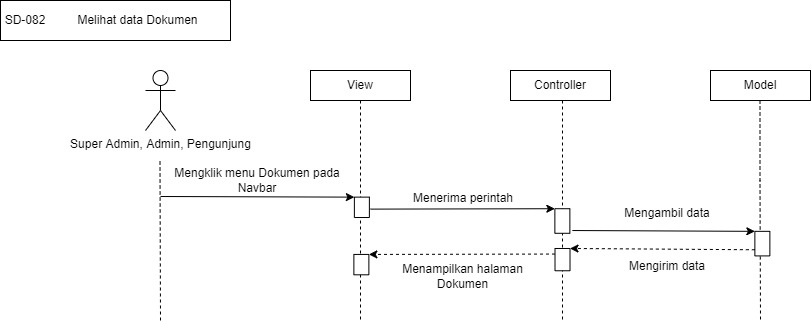 SD-082 Melihat data Dokumen
View
Controller
Model
Super Admin, Admin, Pengunjung
Mengklik menu Dokumen pada
Navbar
Menerima perintah
Mengambil data
Mengirim data
Menampilkan halaman
Dokumen